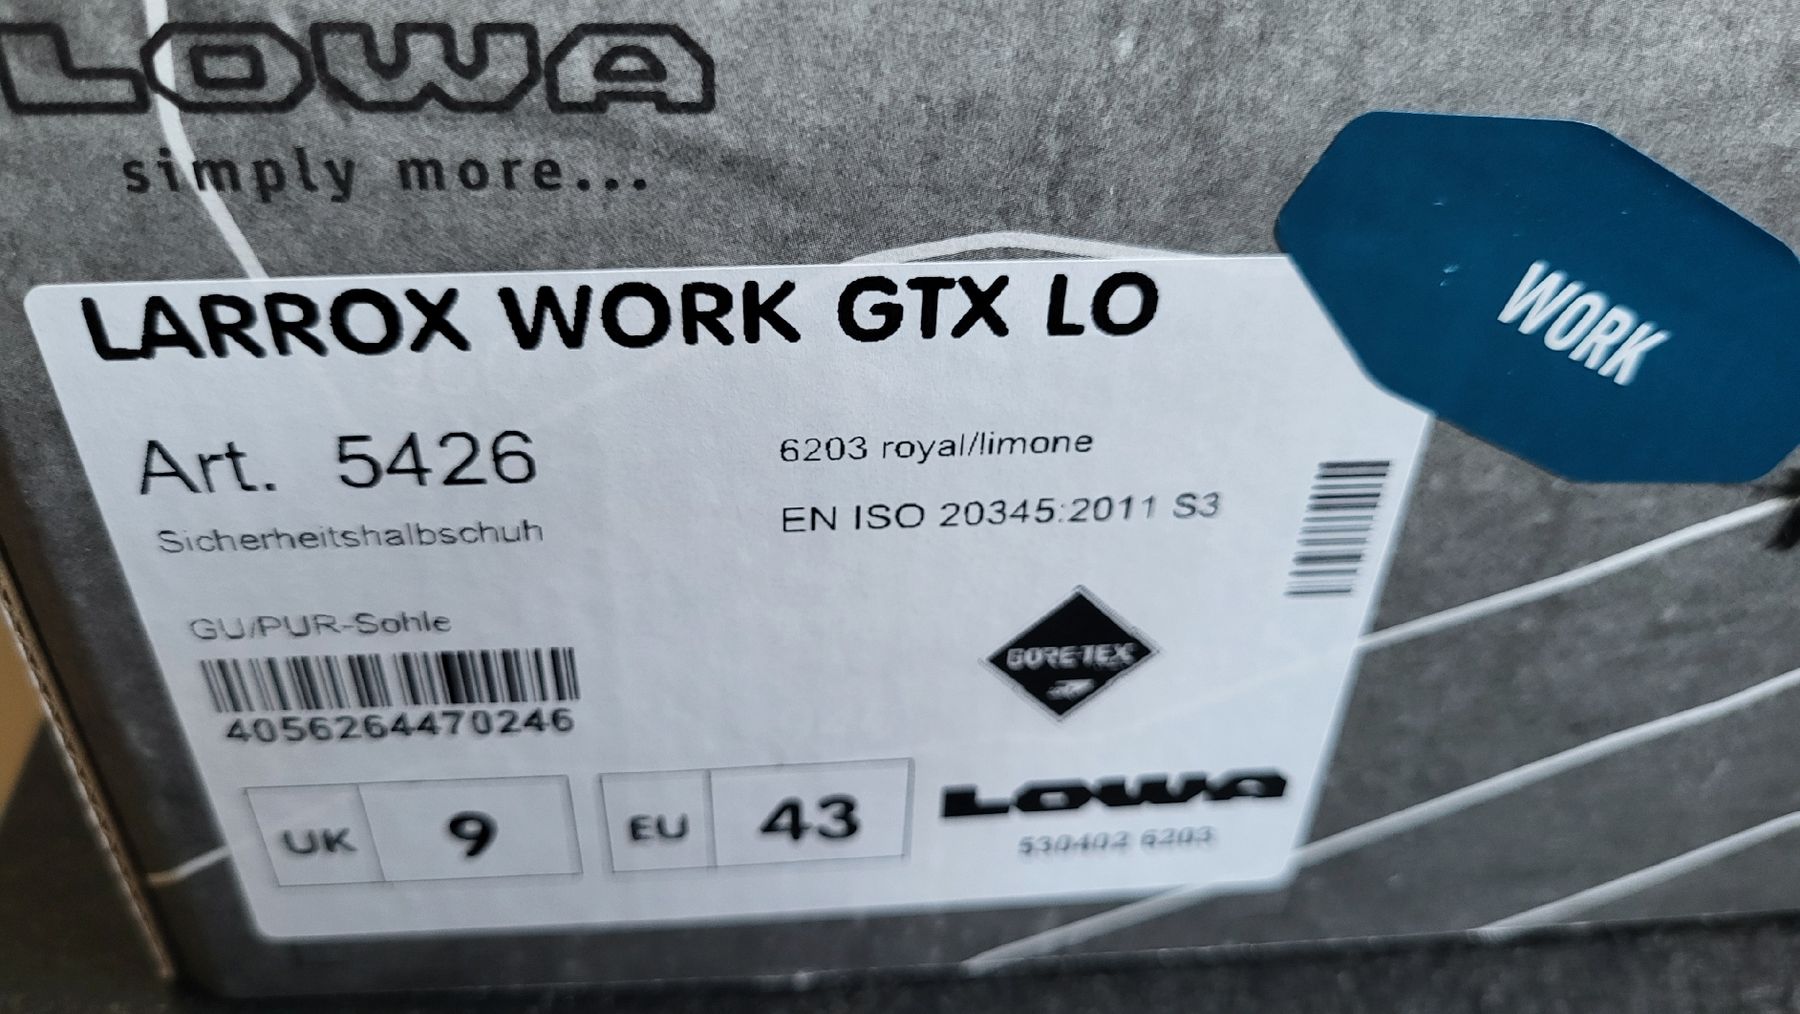 LOWA
simply more...
WORK
LARROX WORK GTX LO
Art. 5426
6203 royal/limone
Sicherheitshalbschuh
EN ISO 20345:2011 S3
GU/PUR-Sohle
4056264470246
GORE-TEX
UK 9
EU 43
LOWA
530402 6203